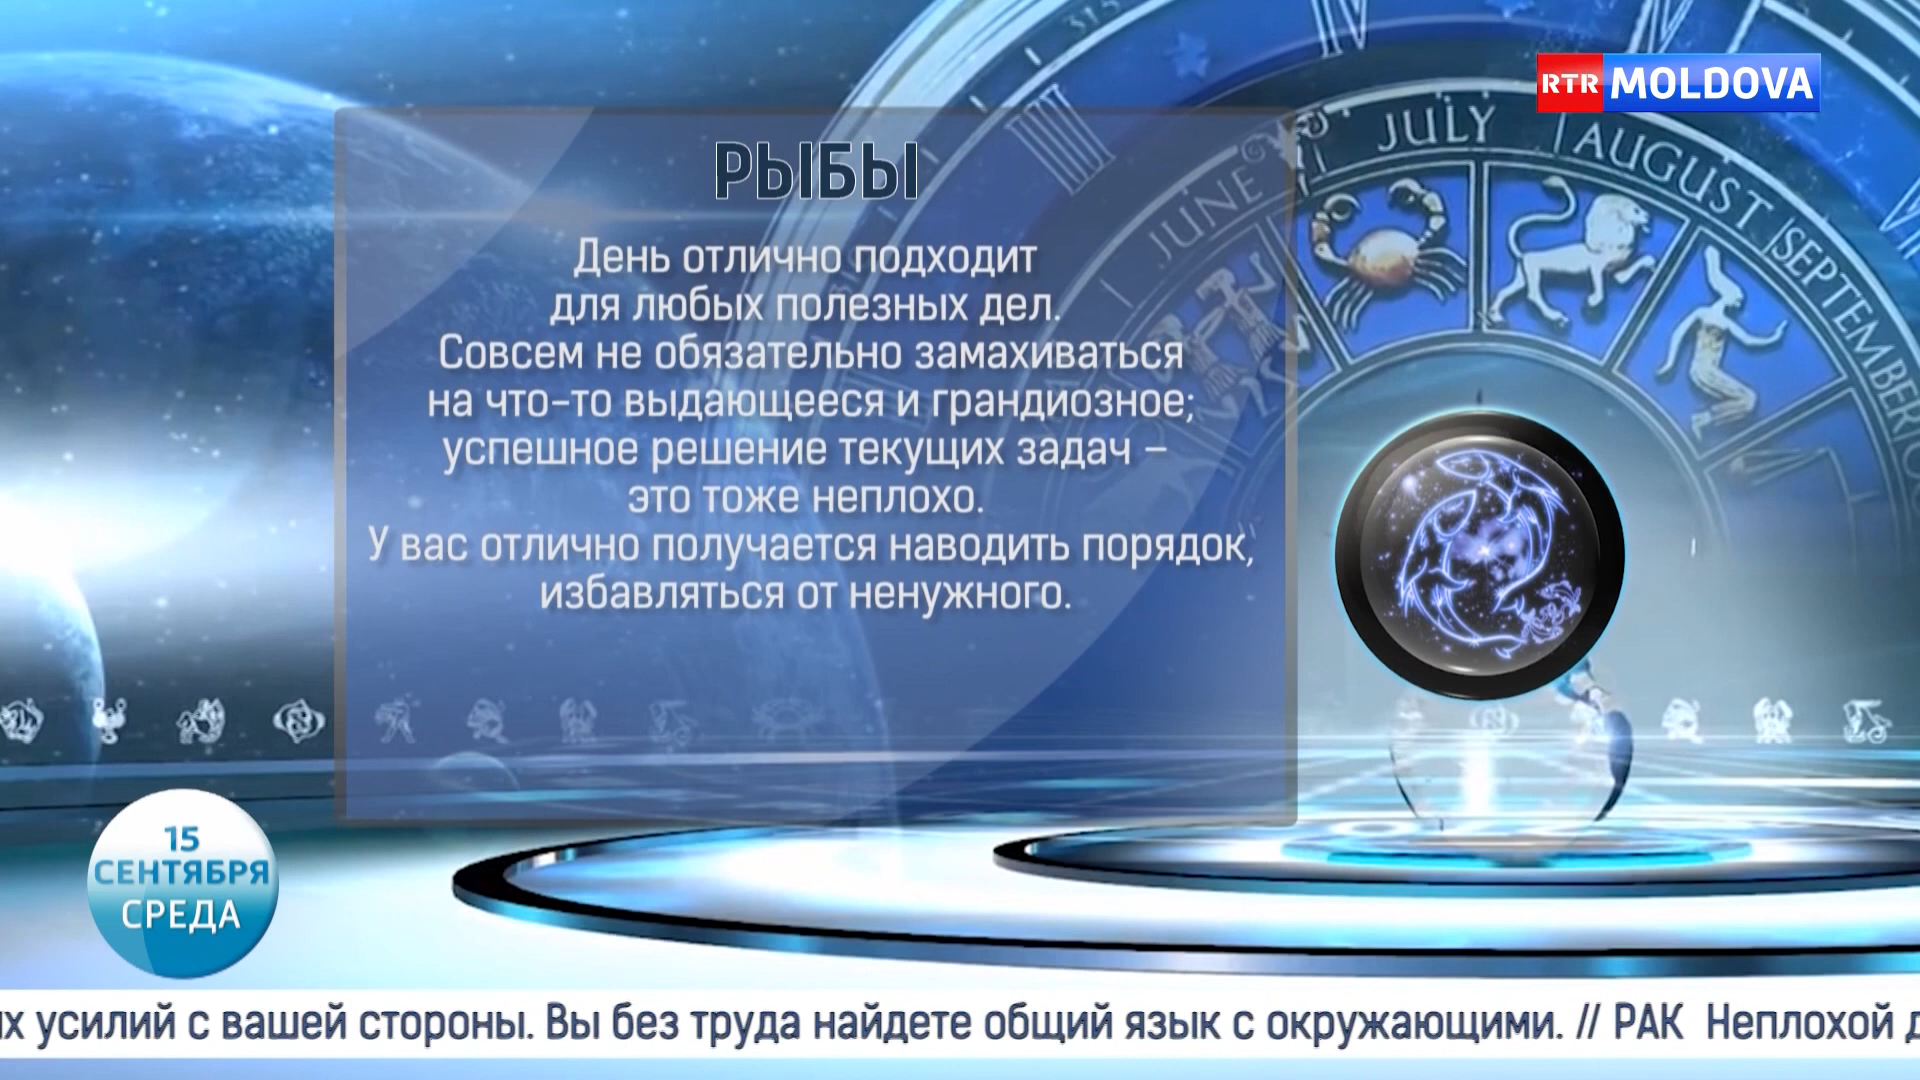 RTR MOLDOVA
JULY
AUGUST
JUNE
SEPTEMBER
РЫБЫ
День отлично подходит
для любых полезных дел.
Совсем не обязательно замахиваться
на что-то выдающееся и грандиозное;
успешное решение текущих задач –
это тоже неплохо.
У вас отлично получается наводить порядок,
избавляться от ненужного.
15
СЕНТЯБРЯ
СРЕДА
усилий с вашей стороны. Вы без труда найдете общий язык с окружающими. // РАК Неплохой